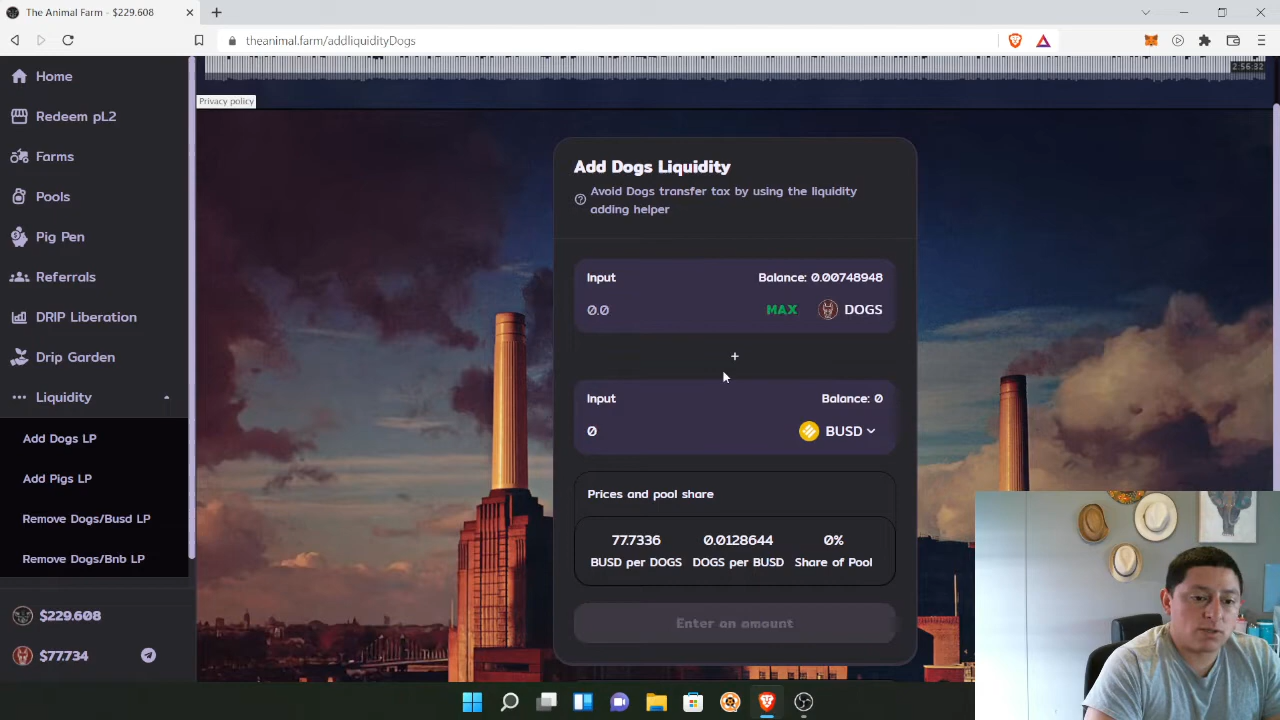 The Animal Farm - $229.608
theanimal.farm/addliquidityDogs
Home
Redeem pL2
Farms
Pools
Pig Pen
Referrals
DRIP Liberation
Drip Garden
Liquidity
Add Dogs LP
Add Pigs LP
Remove Dogs/Busd LP
Remove Dogs/Bnb LP
$229.608
$77.734
2:56:32
Privacy policy
Add Dogs Liquidity
Avoid Dogs transfer tax by using the liquidity
adding helper
Input
Balance: 0.00748948
0.0
MAX
DOGS
+
Input
Balance: 0
0
BUSD
Prices and pool share
77.7336
0.0128644
0%
BUSD per DOGS
DOGS per BUSD
Share of Pool
Enter an amount